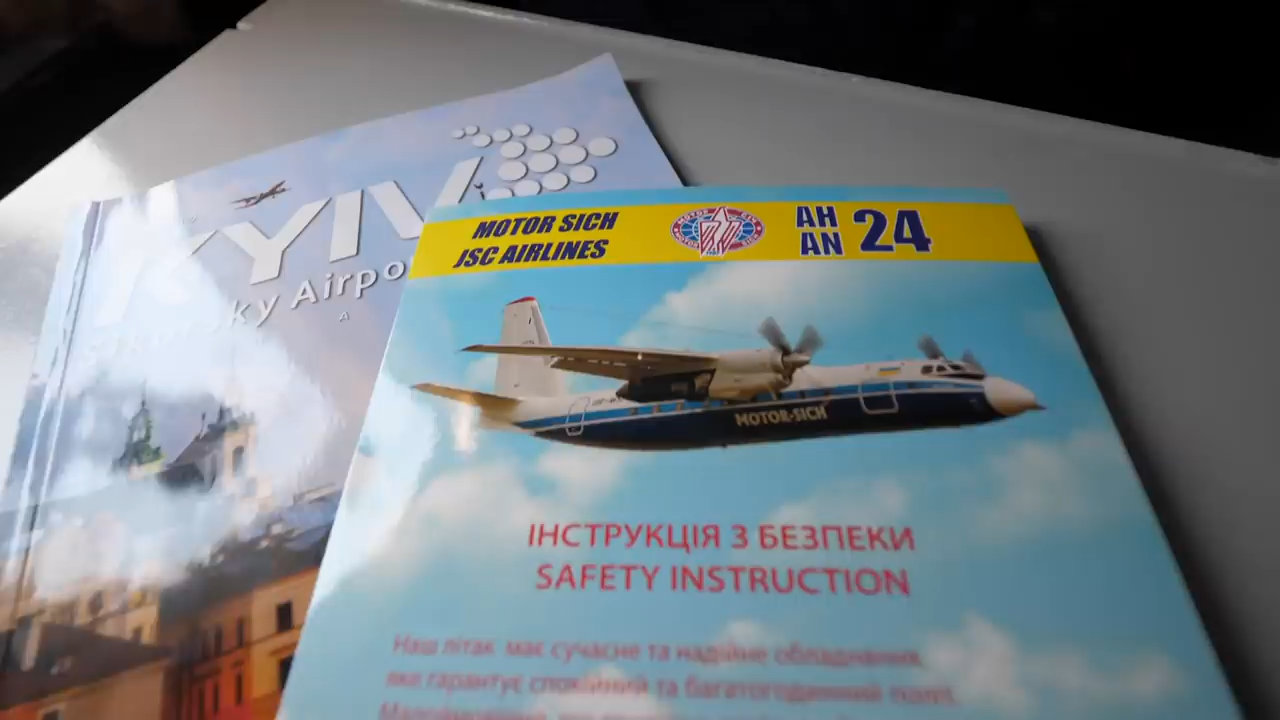 KYIV
sky Airpo
MOTOR SICH
JSC AIRLINES
АН
AN
24
MOTOR-SICH
ІНСТРУКЦІЯ З БЕЗПЕКИ
SAFETY INSTRUCTION
Наш літак має сучасне та надійне обладнання,
яке гарантує спокійний та багатогодинний політ.